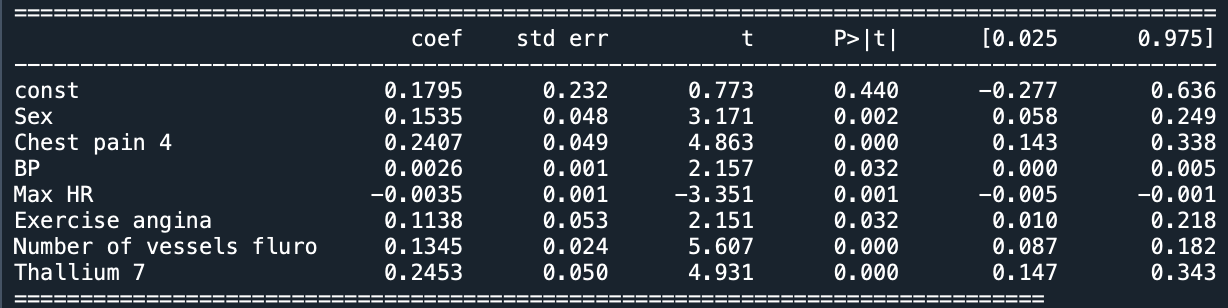 ==============================================================================================
                              coef    std err          t      P>|t|      [0.025      0.975]
----------------------------------------------------------------------------------------------
const                       0.1795      0.232      0.773      0.440      -0.277       0.636
Sex                         0.1535      0.048      3.171      0.002       0.058       0.249
Chest pain 4                0.2407      0.049      4.863      0.000       0.143       0.338
BP                          0.0026      0.001      2.157      0.032       0.000       0.005
Max HR                     -0.0035      0.001     -3.351      0.001      -0.005      -0.001
Exercise angina             0.1138      0.053      2.151      0.032       0.010       0.218
Number of vessels fluro     0.1345      0.024      5.607      0.000       0.087       0.182
Thallium 7                  0.2453      0.050      4.931      0.000       0.147       0.343
==============================================================================